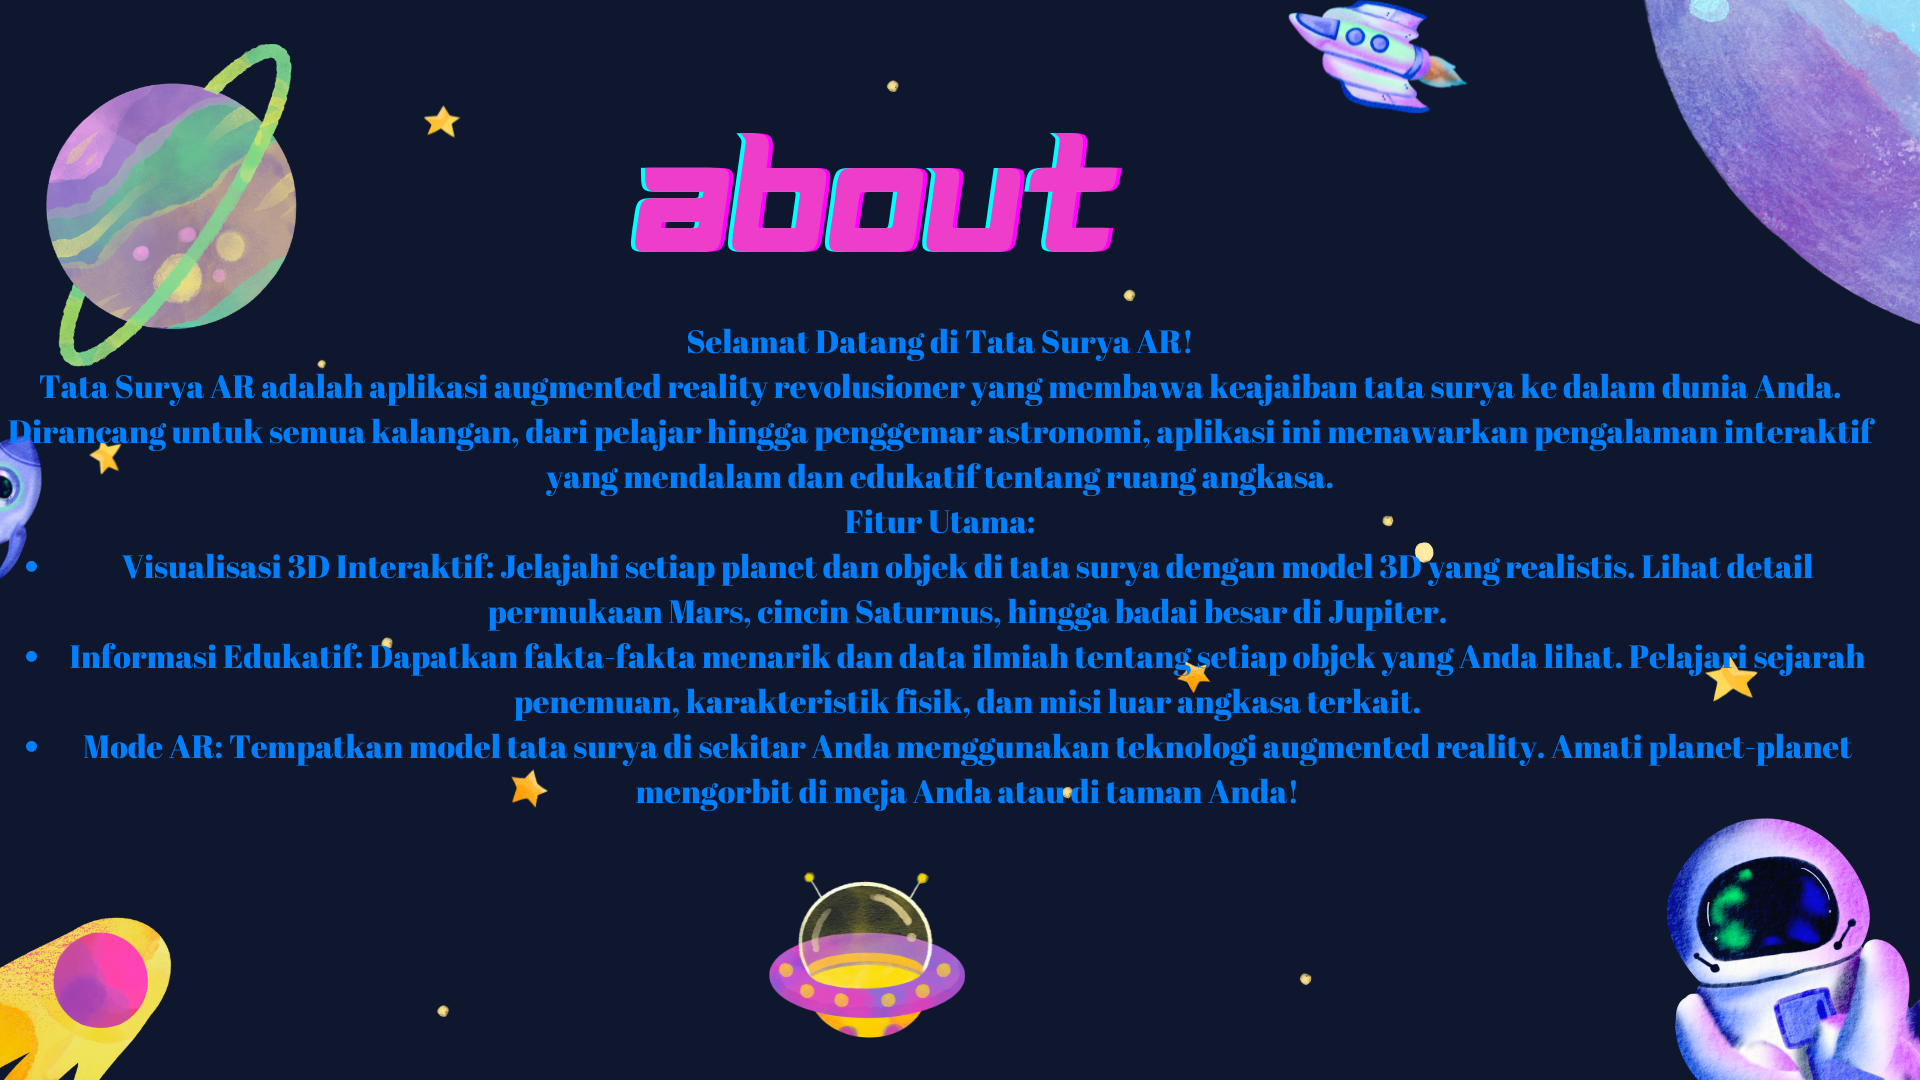 about
Selamat Datang di Tata Surya AR!
Tata Surya AR adalah aplikasi augmented reality revolusioner yang membawa keajaiban tata surya ke dalam dunia Anda.
Dirancang untuk semua kalangan, dari pelajar hingga penggemar astronomi, aplikasi ini menawarkan pengalaman interaktif
yang mendalam dan edukatif tentang ruang angkasa.
Fitur Utama:
• Visualisasi 3D Interaktif: Jelajahi setiap planet dan objek di tata surya dengan model 3D yang realistis. Lihat detail
permukaan Mars, cincin Saturnus, hingga badai besar di Jupiter.
• Informasi Edukatif: Dapatkan fakta-fakta menarik dan data ilmiah tentang setiap objek yang Anda lihat. Pelajari sejarah
penemuan, karakteristik fisik, dan misi luar angkasa terkait.
• Mode AR: Tempatkan model tata surya di sekitar Anda menggunakan teknologi augmented reality. Amati planet-planet
mengorbit di meja Anda atau di taman Anda!